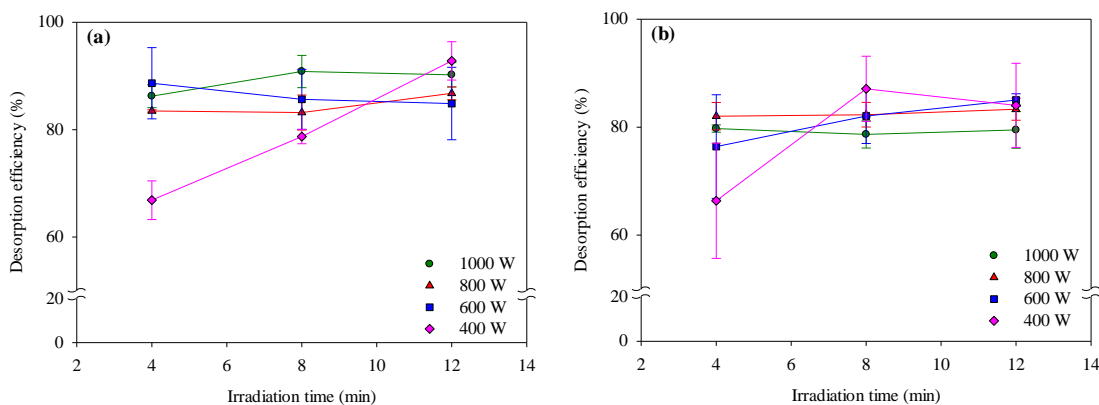 (a)
100
80
60
20
0
2 4 6 8 10 12 14
Desorption efficiency (%)
Irradiation time (min)
1000 W
800 W
600 W
400 W
(b)
100
80
60
20
0
2 4 6 8 10 12 14
Desorption efficiency (%)
Irradiation time (min)
1000 W
800 W
600 W
400 W